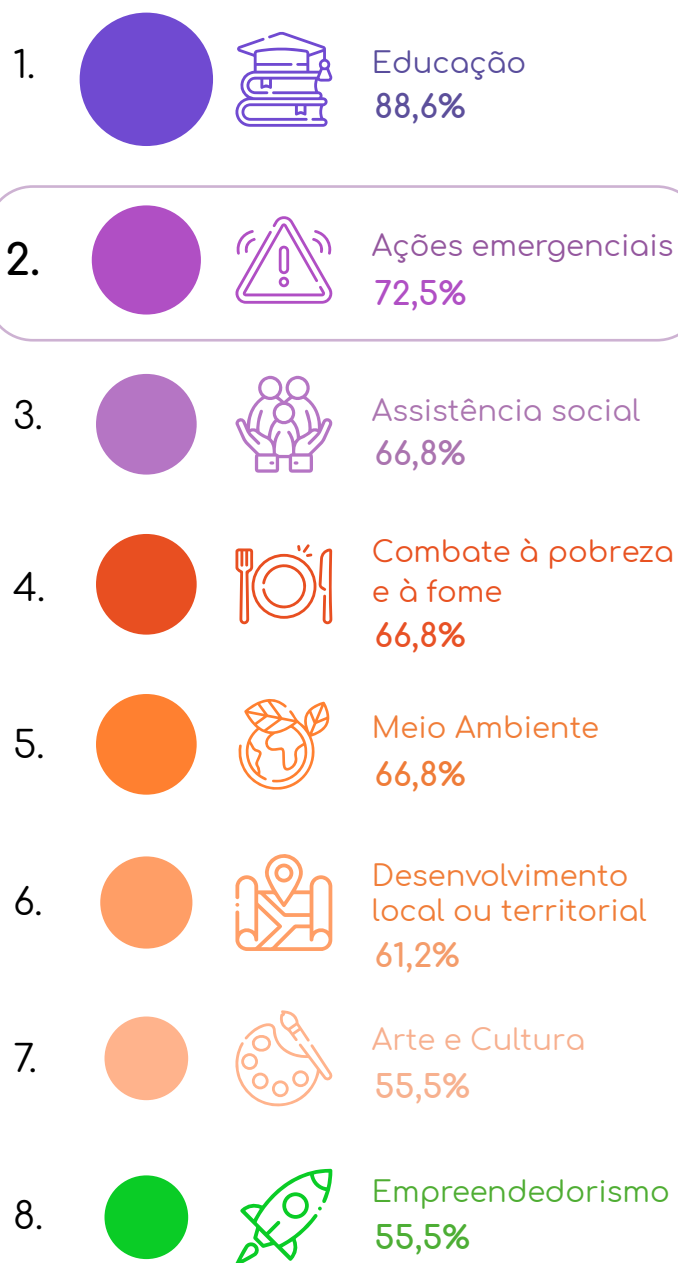 1.
Educação
88,6%
2.
Ações emergenciais
72,5%
3.
Assistência social
66,8%
4.
Combate à pobreza
e à fome
66,8%
5.
Meio Ambiente
66,8%
6.
Desenvolvimento
local ou territorial
61,2%
7.
Arte e Cultura
55,5%
8.
Empreendedorismo
55,5%